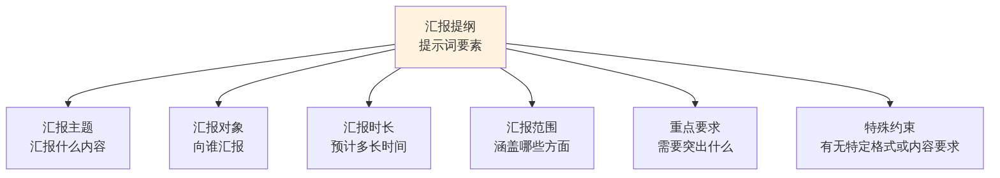 汇报提纲
提示词要素
汇报主题
汇报什么内容
汇报对象
向谁汇报
汇报时长
预计多长时间
汇报范围
涵盖哪些方面
重点要求
需要突出什么
特殊约束
有无特定格式或内容要求